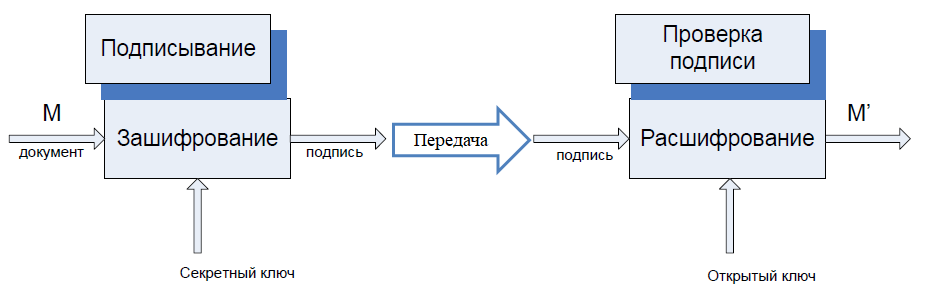 Подписывание
Проверка
подписи
М
М’
Зашифрование
Передача
Расшифрование
документ
подпись
подпись
Секретный ключ
Открытый ключ